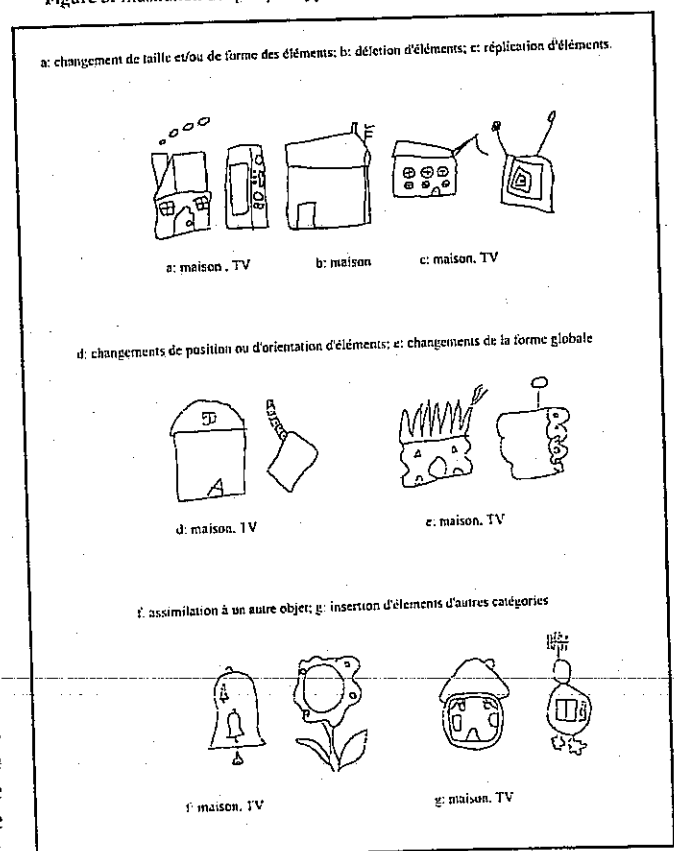 a: changement de taille et/ou de forme des éléments; b: délétion d'éléments; c: réplication d'éléments.
a: maison, TV b: maison c: maison, TV
d: changements de position ou d'orientation d'éléments; e: changements de la forme globale
d: maison, TV e: maison, TV
f: assimilation à un autre objet; g: insertion d'élements d'autres catégories
f: maison, TV g: maison, TV